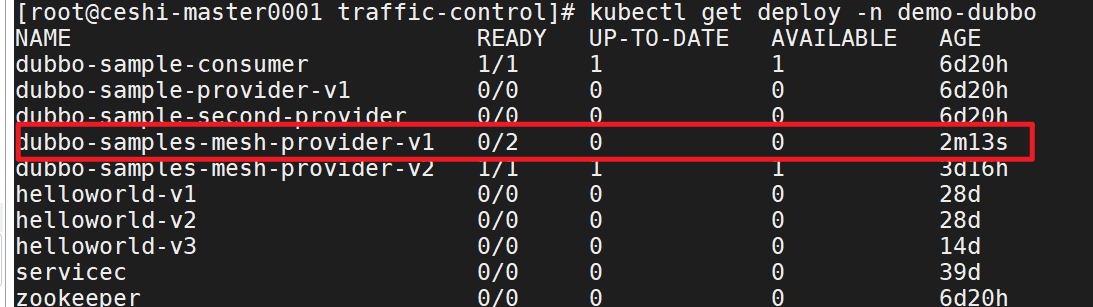 [root@ceshi-master0001 traffic-control]# kubectl get deploy -n demo-dubbo
NAME READY UP-TO-DATE AVAILABLE AGE
dubbo-sample-consumer 1/1 1 1 6d20h
dubbo-sample-provider-v1 0/0 0 0 6d20h
dubbo-sample-second-provider 0/0 0 0 6d20h
dubbo-samples-mesh-provider-v1 0/2 0 0 2m13s
dubbo-samples-mesh-provider-v2 1/1 1 1 3d16h
helloworld-v1 0/0 0 0 28d
helloworld-v2 0/0 0 0 28d
helloworld-v3 0/0 0 0 14d
servicec 0/0 0 0 39d
zookeeper 0/0 0 0 6d20h